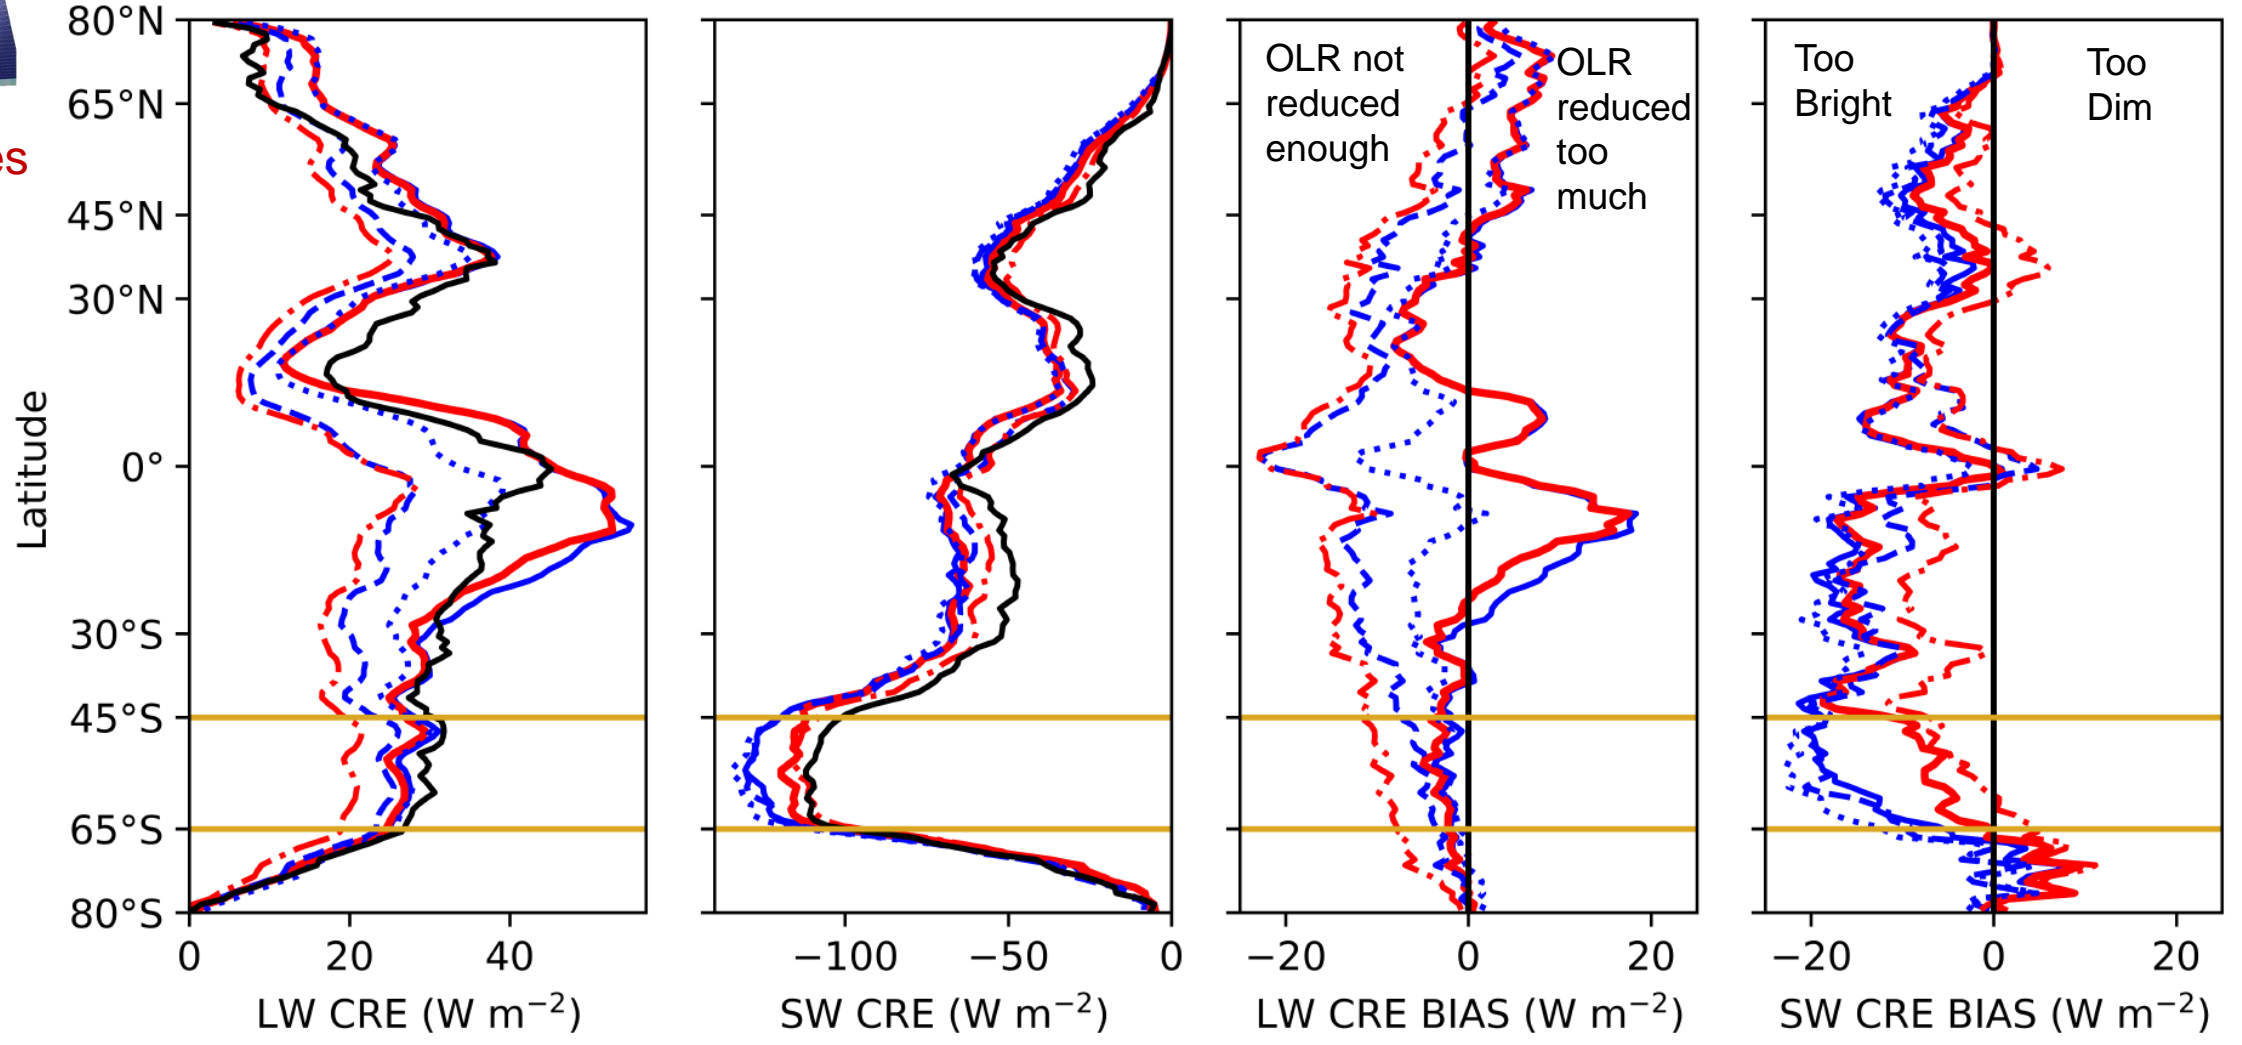 es
80°N
65°N
45°N
30°N
0°
30°S
45°S
65°S
80°S
Latitude
0 20 40
LW CRE (W m⁻²)
−100 −50 0
SW CRE (W m⁻²)
OLR not
reduced
enough
OLR
reduced
too
much
−20 0 20
LW CRE BIAS (W m⁻²)
Too
Bright
Too
Dim
−20 0 20
SW CRE BIAS (W m⁻²)